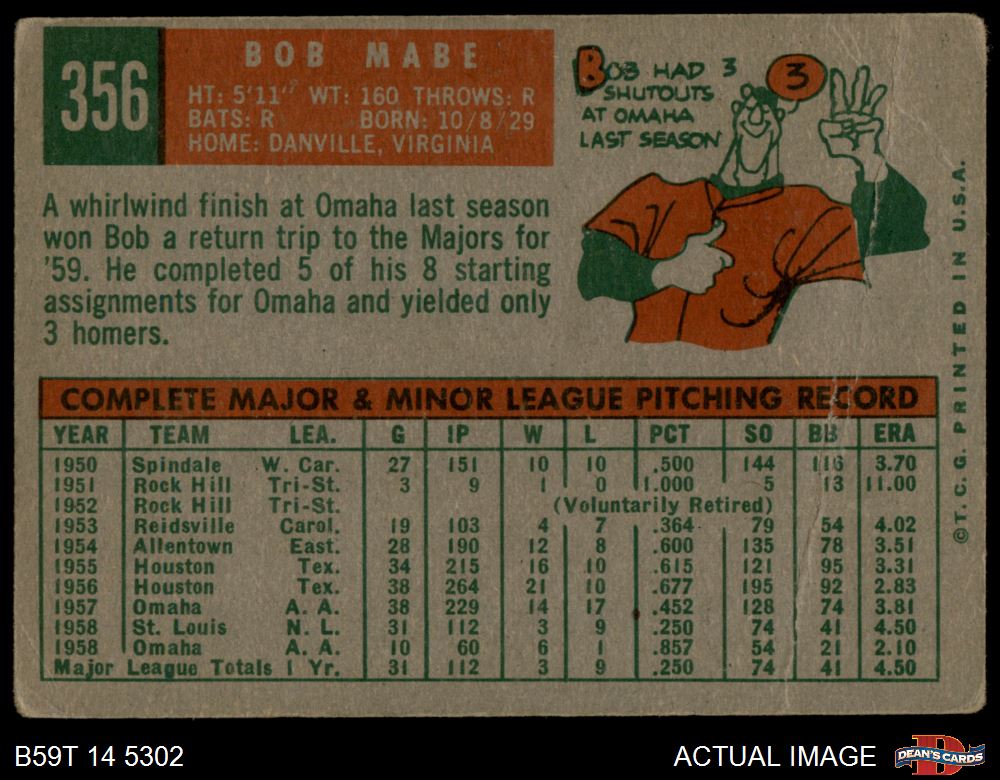 356
BOB MABE
HT: 5'11" WT: 160 THROWS: R
BATS: R BORN: 10/8/29
HOME: DANVILLE, VIRGINIA
A whirlwind finish at Omaha last season
won Bob a return trip to the Majors for
'59. He completed 5 of his 8 starting
assignments for Omaha and yielded only
3 homers.
BOB HAD 3
SHUTOUTS
AT OMAHA
LAST SEASON
3
COMPLETE MAJOR & MINOR LEAGUE PITCHING RECORD
YEAR TEAM LEA. G IP W L PCT SO BB ERA
1950 Spindale W. Car. 27 151 10 10 .500 144 116 3.70
1951 Rock Hill Tri-St. 3 9 1 0 1.000 5 13 11.00
1952 Rock Hill Tri-St. (Voluntarily Retired)
1953 Reidsville Carol. 19 103 4 7 .364 79 54 4.02
1954 Allentown East. 28 190 12 8 .600 135 78 3.51
1955 Houston Tex. 34 215 16 10 .615 121 95 3.31
1956 Houston Tex. 38 264 21 10 .677 195 92 2.83
1957 Omaha A. A. 38 229 14 17 .452 128 74 3.81
1958 St. Louis N. L. 31 112 3 9 .250 74 41 4.50
1958 Omaha A. A. 10 60 6 1 .857 54 21 2.10
Major League Totals 1 Yr. 31 112 3 9 .250 74 41 4.50
© T. C. G. PRINTED IN U.S.A.
B59T 14 5302
ACTUAL IMAGE
D
DEAN'S CARDS